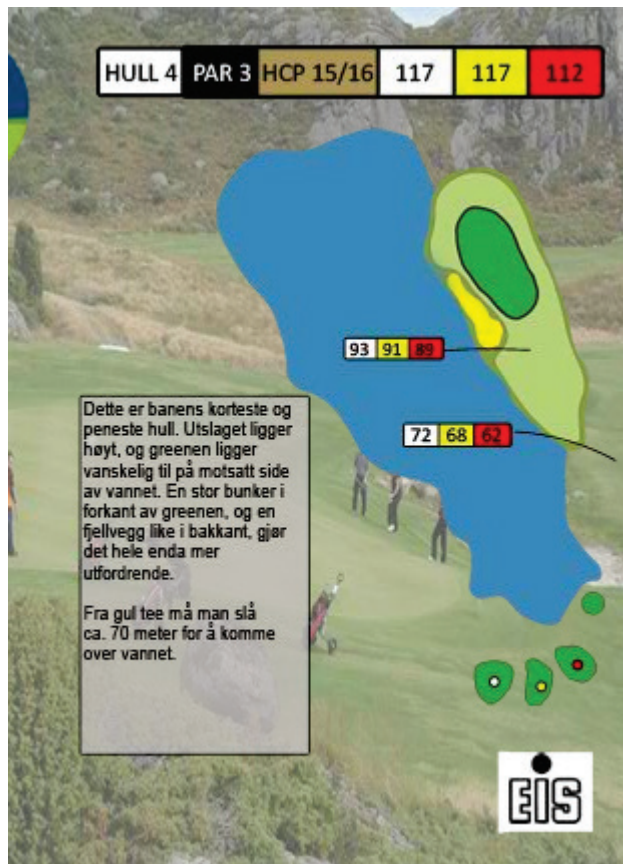 HULL 4 PAR 3 HCP 15/16 117 117 112
93 91 89
72 68 62
Dette er banens korteste og
peneste hull. Utslaget ligger
høyt, og greenen ligger
vanskelig til på motsatt side
av vannet. En stor bunker i
forkant av greenen, og en
fjellvegg like i bakkant, gjør
det hele enda mer
utfordrende.
Fra gul tee må man slå
ca. 70 meter for å komme
over vannet.
EIS